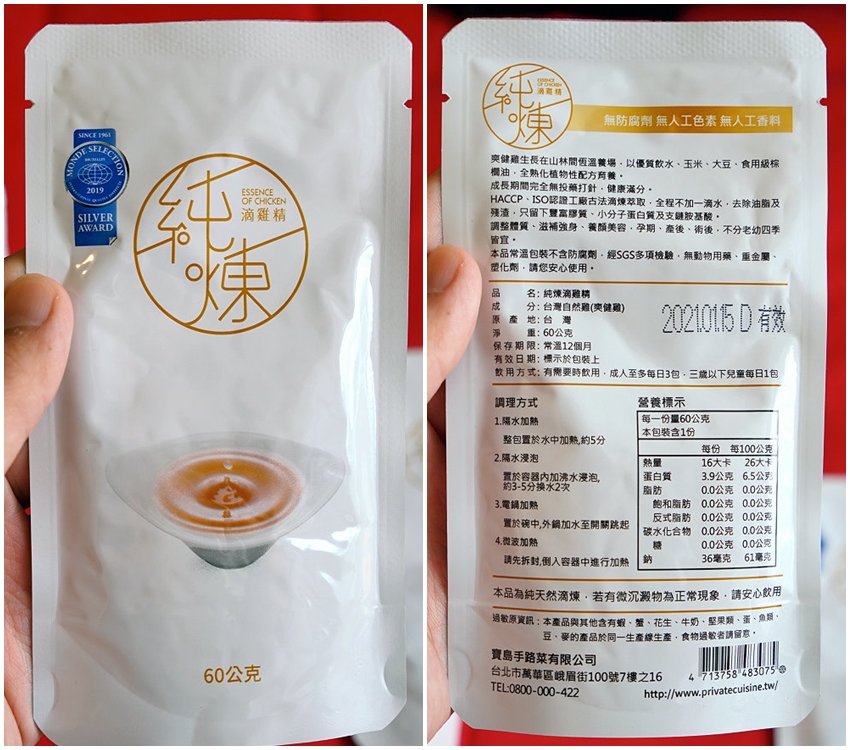 SINCE 1961
MONDE SELECTION
BRUXELLES
2019
SILVER
AWARD
純煉
ESSENCE
OF CHICKEN
滴雞精
60公克
純煉
ESSENCE
OF CHICKEN
滴雞精
無防腐劑 無人工色素 無人工香料
爽健雞生長在山林間恆溫養場，以優質飲水、玉米、大豆、食用級棕
櫚油，全熟化植物性配方育養。
成長期間完全無投藥打針，健康滿分。
HACCP、ISO認證工廠古法滴煉萃取，全程不加一滴水，去除油脂及
殘渣，只留下豐富膠質、小分子蛋白質及支鏈胺基酸。
調整體質、滋補強身、養顏美容，孕期、產後、術後，不分老幼四季
皆宜。
本品常溫包裝不含防腐劑，經SGS多項檢驗，無動物用藥、重金屬、
塑化劑，請您安心使用。
品名：純煉滴雞精
成分：台灣自然雞(爽健雞)
原產地：台灣
淨重：60公克
保存期限：常溫12個月
有效日期：標示於包裝上
飲用方式：有需要時飲用，成人至多每日3包，三歲以下兒童每日1包
2021.01.15 D 有效
調理方式
1.隔水加熱
整包置於水中加熱,約5分
2.隔水浸泡
置於容器內加沸水浸泡,
約3-5分換水2次
3.電鍋加熱
置於碗中,外鍋加水至開關跳起
4.微波加熱
請先拆封,倒入容器中進行加熱
營養標示
每一份量60公克
本包裝含1份
每份 每100公克
熱量 16大卡 26大卡
蛋白質 3.9公克 6.5公克
脂肪 0.0公克 0.0公克
飽和脂肪 0.0公克 0.0公克
反式脂肪 0.0公克 0.0公克
碳水化合物 0.0公克 0.0公克
糖 0.0公克 0.0公克
鈉 36毫克 61毫克
本品為純天然滴煉，若有微沉澱物為正常現象，請安心飲用
過敏原資訊：本產品與其他含有蝦、蟹、花生、牛奶、堅果類、蛋、魚類、
豆、麥的產品於同一生產線生產，食物過敏者請留意。
寶島手路菜有限公司
台北市萬華區峨眉街100號7樓之16
TEL:0800-000-422
4 713758 483075
http://www.privatecuisine.tw/